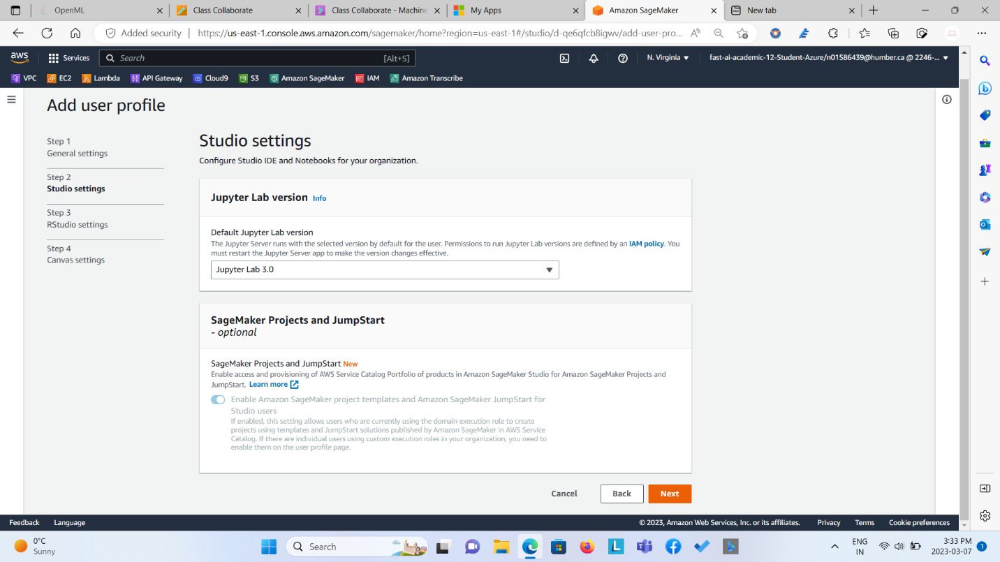 OpenML
Class Collaborate
Class Collaborate - Machine
My Apps
Amazon SageMaker
New tab
Added security
https://us-east-1.console.aws.amazon.com/sagemaker/home?region=us-east-1#/studio/d-qe6qfcb8igwv/add-user-pro...
aws
Services
Search
[Alt+S]
N. Virginia
fast-ai-academic-12-Student-Azure/n01586439@humber.ca @ 2246-...
VPC
EC2
Lambda
API Gateway
Cloud9
S3
Amazon SageMaker
IAM
Amazon Transcribe
Add user profile
Step 1
General settings
Step 2
Studio settings
Step 3
RStudio settings
Step 4
Canvas settings
Studio settings
Configure Studio IDE and Notebooks for your organization.
Jupyter Lab version Info
Default Jupyter Lab version
The Jupyter Server runs with the selected version by default for the user. Permissions to run Jupyter Lab versions are defined by an IAM policy. You
must restart the Jupyter Server app to make the version changes effective.
Jupyter Lab 3.0
SageMaker Projects and JumpStart
- optional
SageMaker Projects and JumpStart New
Enable access and provisioning of AWS Service Catalog Portfolio of products in Amazon SageMaker Studio for Amazon SageMaker Projects and
JumpStart. Learn more
Enable Amazon SageMaker project templates and Amazon SageMaker JumpStart for
Studio users
If enabled, this setting allows users who are currently using the domain execution role to create
projects using templates and JumpStart solutions published by Amazon SageMaker in AWS Service
Catalog. If there are individual users using custom execution roles in your organization, you need to
enable them on the user profile page.
Cancel
Back
Next
Feedback
Language
© 2023, Amazon Web Services, Inc. or its affiliates.
Privacy
Terms
Cookie preferences
0°C
Sunny
Search
ENG
IN
3:33 PM
2023-03-07
1